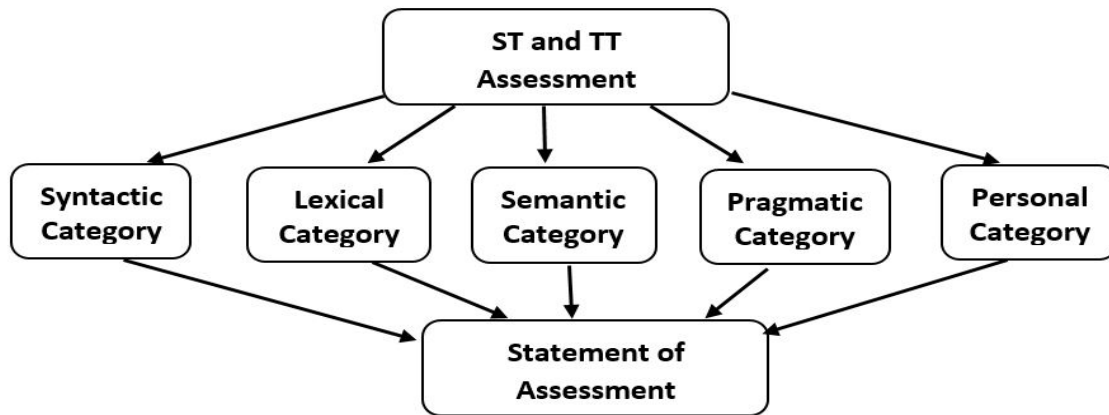 ST and TT
Assessment
Syntactic
Category
Lexical
Category
Semantic
Category
Pragmatic
Category
Personal
Category
Statement of
Assessment